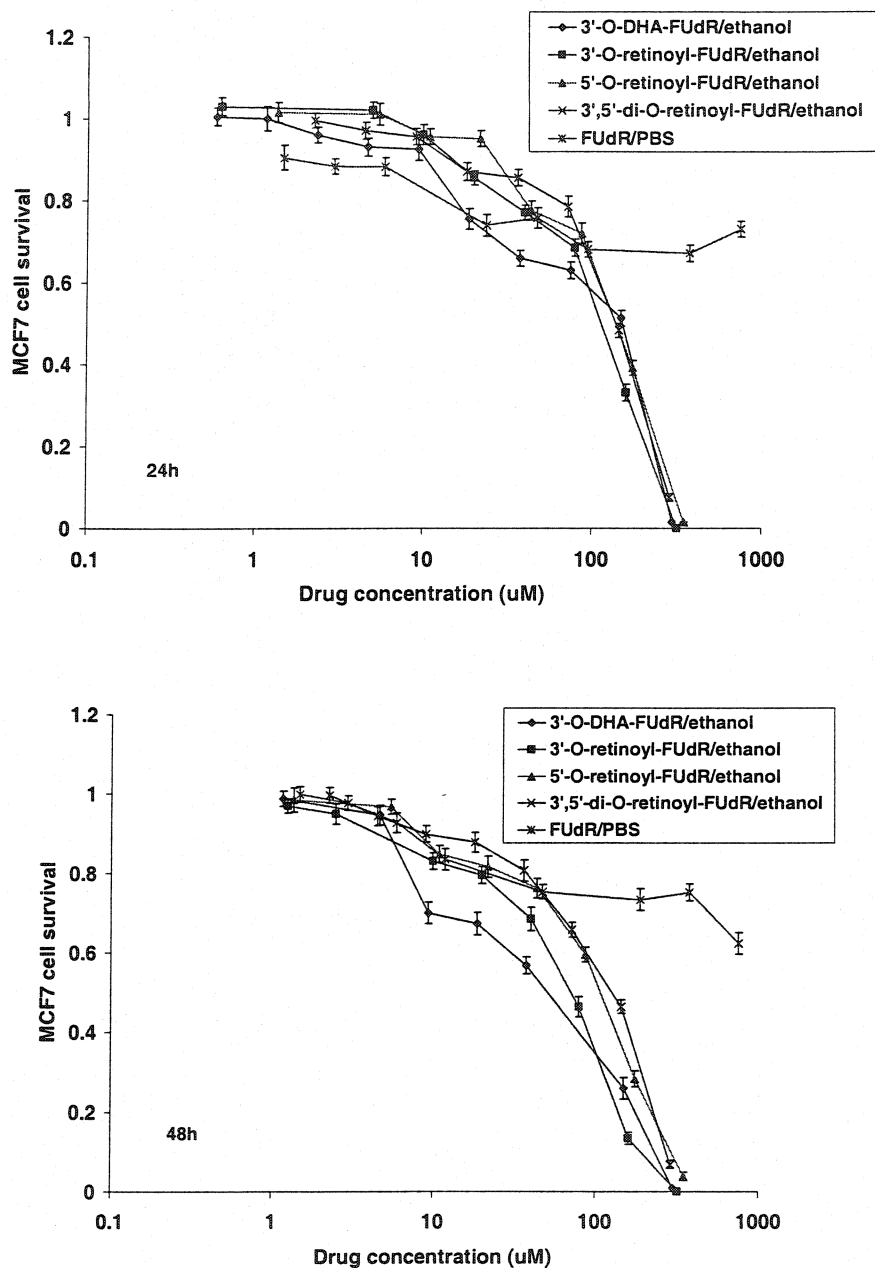 1.2
1
0.8
0.6
0.4
0.2
0
MCF7 cell survival
3'-O-DHA-FUdR/ethanol
3'-O-retinoyl-FUdR/ethanol
5'-O-retinoyl-FUdR/ethanol
3',5'-di-O-retinoyl-FUdR/ethanol
FUdR/PBS
24h
0.1 1 10 100 1000
Drug concentration (uM)
1.2
1
0.8
0.6
0.4
0.2
0
MCF7 cell survival
3'-O-DHA-FUdR/ethanol
3'-O-retinoyl-FUdR/ethanol
5'-O-retinoyl-FUdR/ethanol
3',5'-di-O-retinoyl-FUdR/ethanol
FUdR/PBS
48h
0.1 1 10 100 1000
Drug concentration (uM)